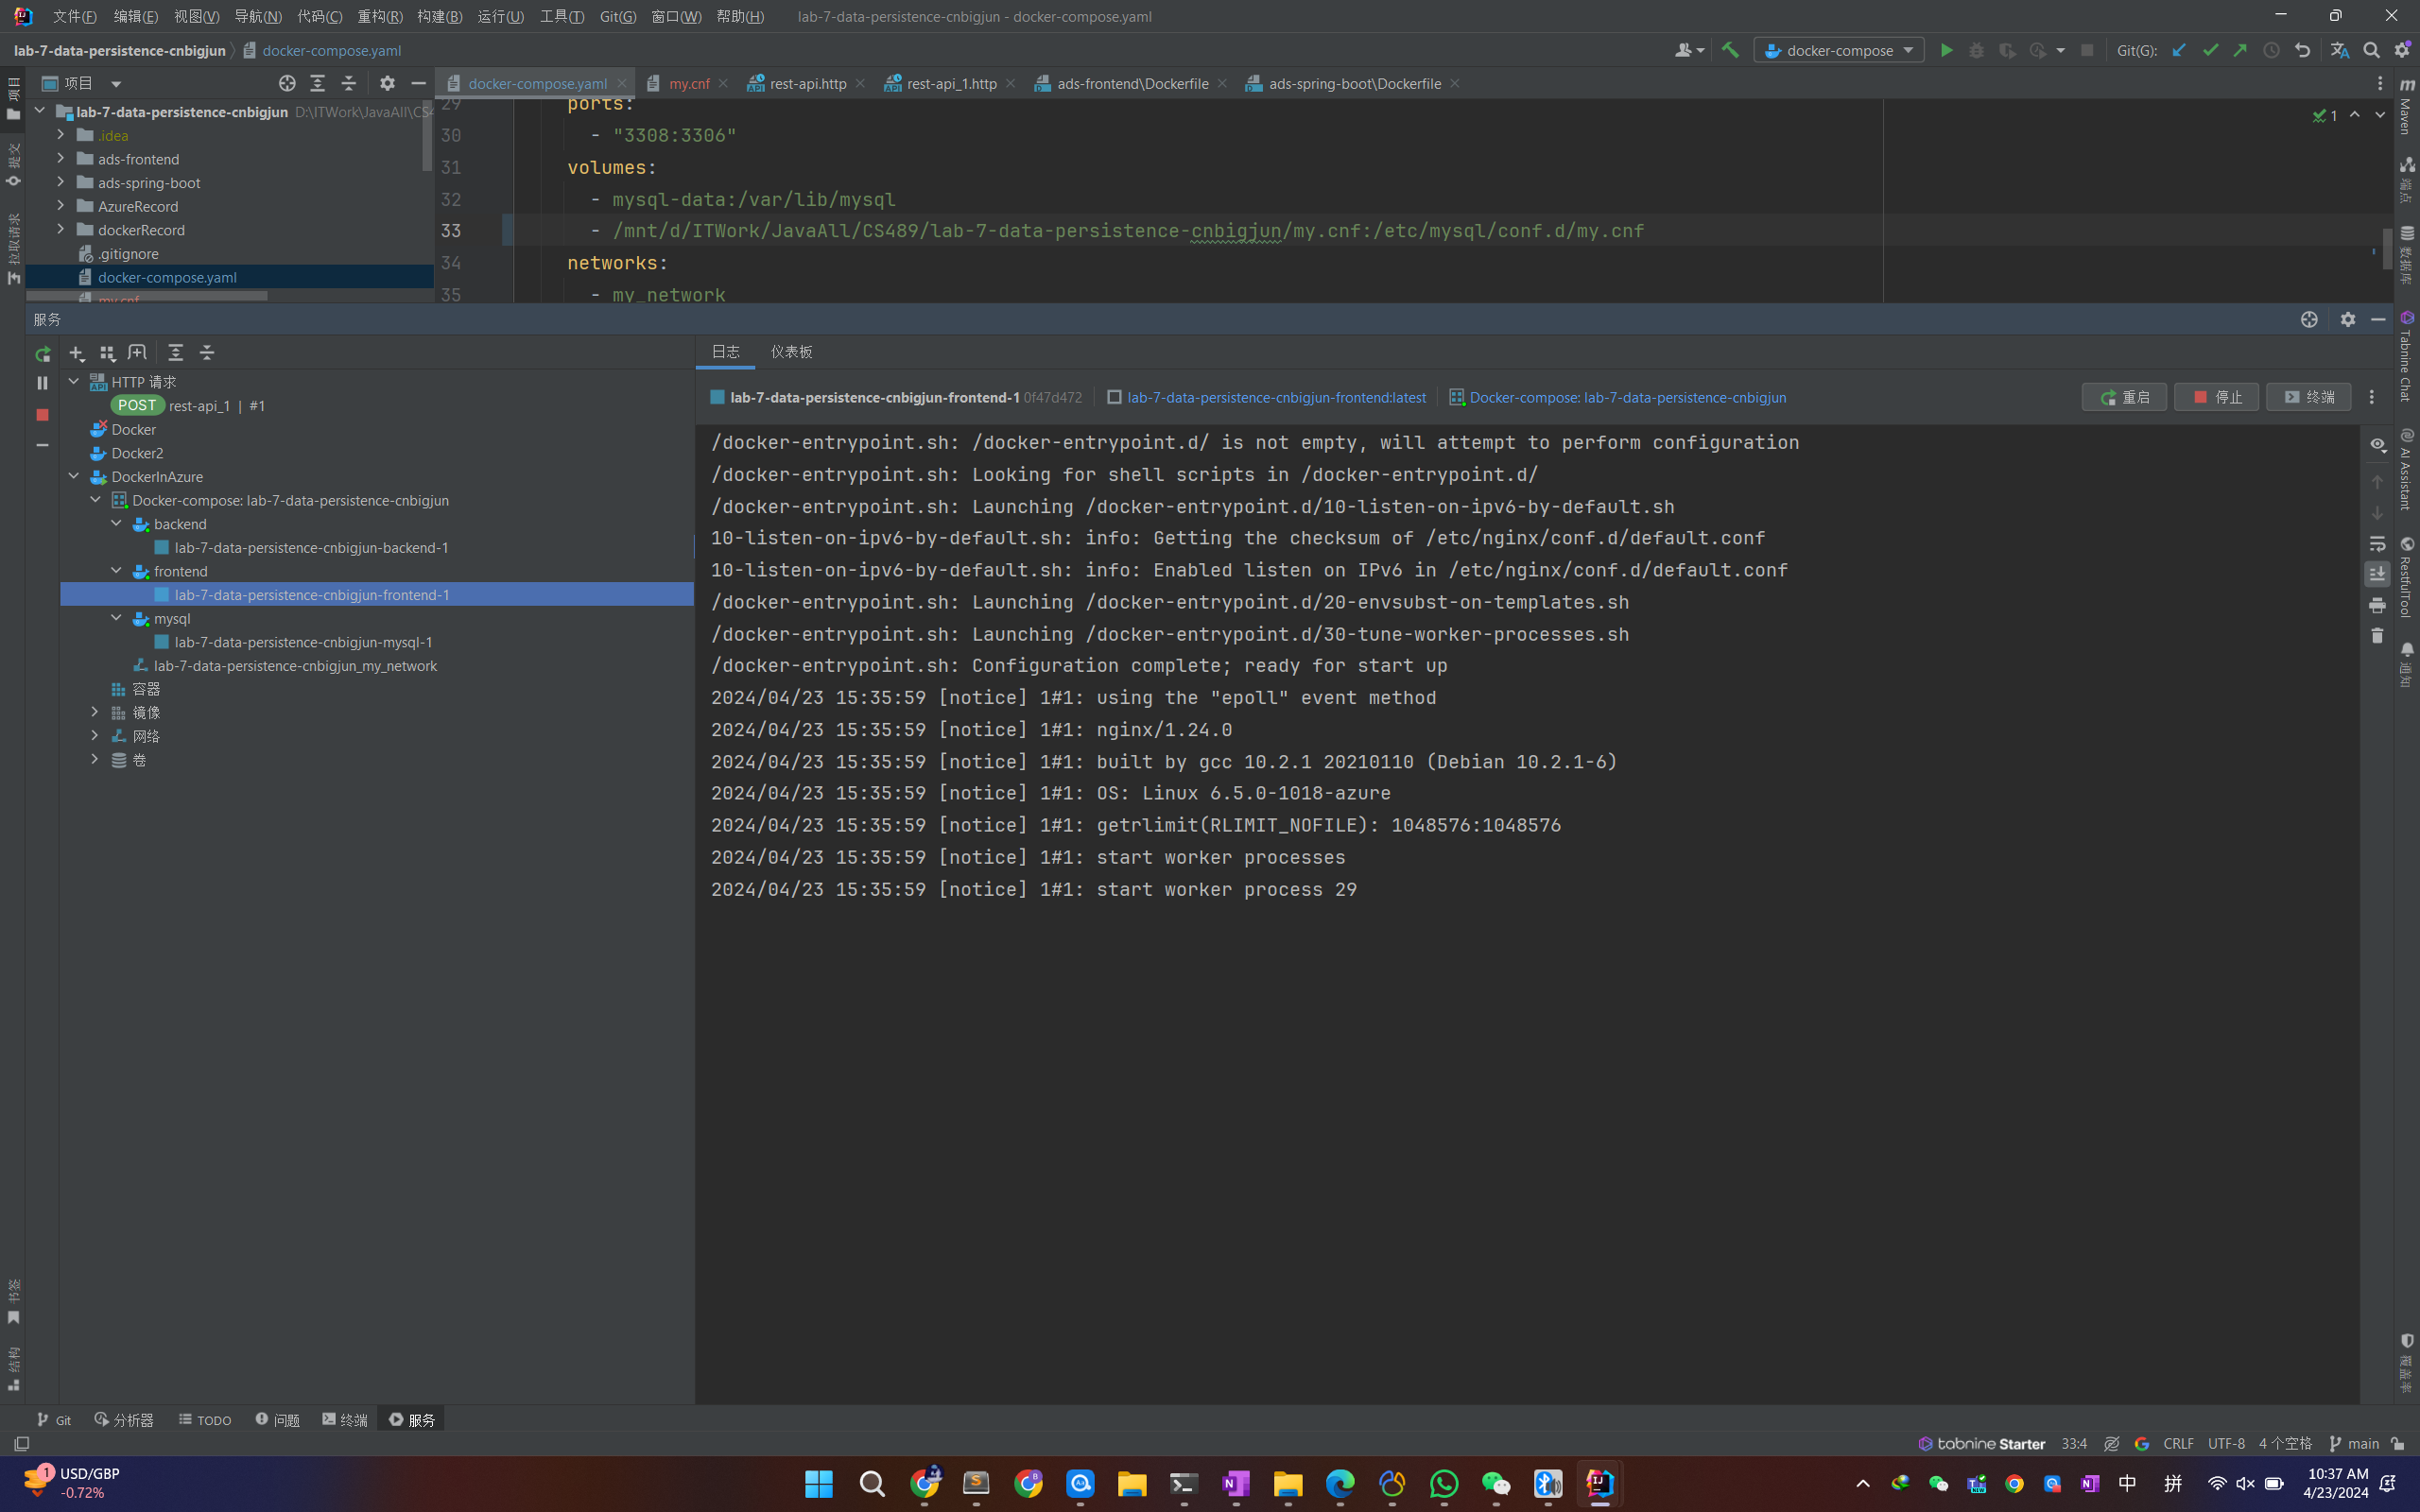 文件(F) 编辑(E) 视图(V) 导航(N) 代码(C) 重构(R) 构建(B) 运行(U) 工具(T) Git(G) 窗口(W) 帮助(H) lab-7-data-persistence-cnbigjun - docker-compose.yaml
lab-7-data-persistence-cnbigjun docker-compose.yaml
docker-compose
Git(G):
项目
docker-compose.yaml
my.cnf
rest-api.http
rest-api_1.http
ads-frontend\Dockerfile
ads-spring-boot\Dockerfile
lab-7-data-persistence-cnbigjun D:\ITWork\JavaAll\CS4
.idea
ads-frontend
ads-spring-boot
AzureRecord
dockerRecord
.gitignore
docker-compose.yaml
my.cnf
29 ports:
30 - "3308:3306"
31 volumes:
32 - mysql-data:/var/lib/mysql
33 - /mnt/d/ITWork/JavaAll/CS489/lab-7-data-persistence-cnbigjun/my.cnf:/etc/mysql/conf.d/my.cnf
34 networks:
35 - my_network
1
项目
提交
拉取请求
书签
结构
Maven
端点
数据库
Tabnine Chat
AI Assistant
RestfulTool
通知
覆盖率
服务
HTTP 请求
POST rest-api_1 | #1
Docker
Docker2
DockerInAzure
Docker-compose: lab-7-data-persistence-cnbigjun
backend
lab-7-data-persistence-cnbigjun-backend-1
frontend
lab-7-data-persistence-cnbigjun-frontend-1
mysql
lab-7-data-persistence-cnbigjun-mysql-1
lab-7-data-persistence-cnbigjun_my_network
容器
镜像
网络
卷
日志 仪表板
lab-7-data-persistence-cnbigjun-frontend-1 0f47d472 lab-7-data-persistence-cnbigjun-frontend:latest Docker-compose: lab-7-data-persistence-cnbigjun
重启 停止 终端
/docker-entrypoint.sh: /docker-entrypoint.d/ is not empty, will attempt to perform configuration
/docker-entrypoint.sh: Looking for shell scripts in /docker-entrypoint.d/
/docker-entrypoint.sh: Launching /docker-entrypoint.d/10-listen-on-ipv6-by-default.sh
10-listen-on-ipv6-by-default.sh: info: Getting the checksum of /etc/nginx/conf.d/default.conf
10-listen-on-ipv6-by-default.sh: info: Enabled listen on IPv6 in /etc/nginx/conf.d/default.conf
/docker-entrypoint.sh: Launching /docker-entrypoint.d/20-envsubst-on-templates.sh
/docker-entrypoint.sh: Launching /docker-entrypoint.d/30-tune-worker-processes.sh
/docker-entrypoint.sh: Configuration complete; ready for start up
2024/04/23 15:35:59 [notice] 1#1: using the "epoll" event method
2024/04/23 15:35:59 [notice] 1#1: nginx/1.24.0
2024/04/23 15:35:59 [notice] 1#1: built by gcc 10.2.1 20210110 (Debian 10.2.1-6)
2024/04/23 15:35:59 [notice] 1#1: OS: Linux 6.5.0-1018-azure
2024/04/23 15:35:59 [notice] 1#1: getrlimit(RLIMIT_NOFILE): 1048576:1048576
2024/04/23 15:35:59 [notice] 1#1: start worker processes
2024/04/23 15:35:59 [notice] 1#1: start worker process 29
Git 分析器 TODO 问题 终端 服务
tabnine Starter 33:4 CRLF UTF-8 4 个空格 main
1
USD/GBP
-0.72%
中 拼
10:37 AM
4/23/2024